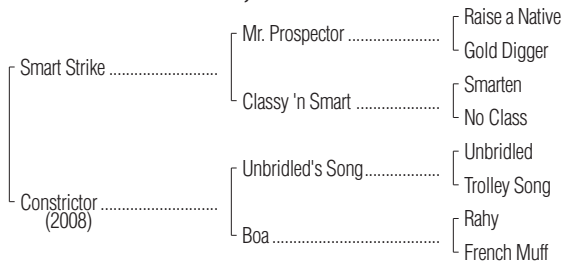 Raise a Native
Mr. Prospector ....................
Gold Digger
Smart Strike ........................
Smarten
Classy 'n Smart ..................
No Class
Unbridled
Unbridled's Song.................
Trolley Song
Constrictor ..........................
(2008)
Rahy
Boa .....................................
French Muff